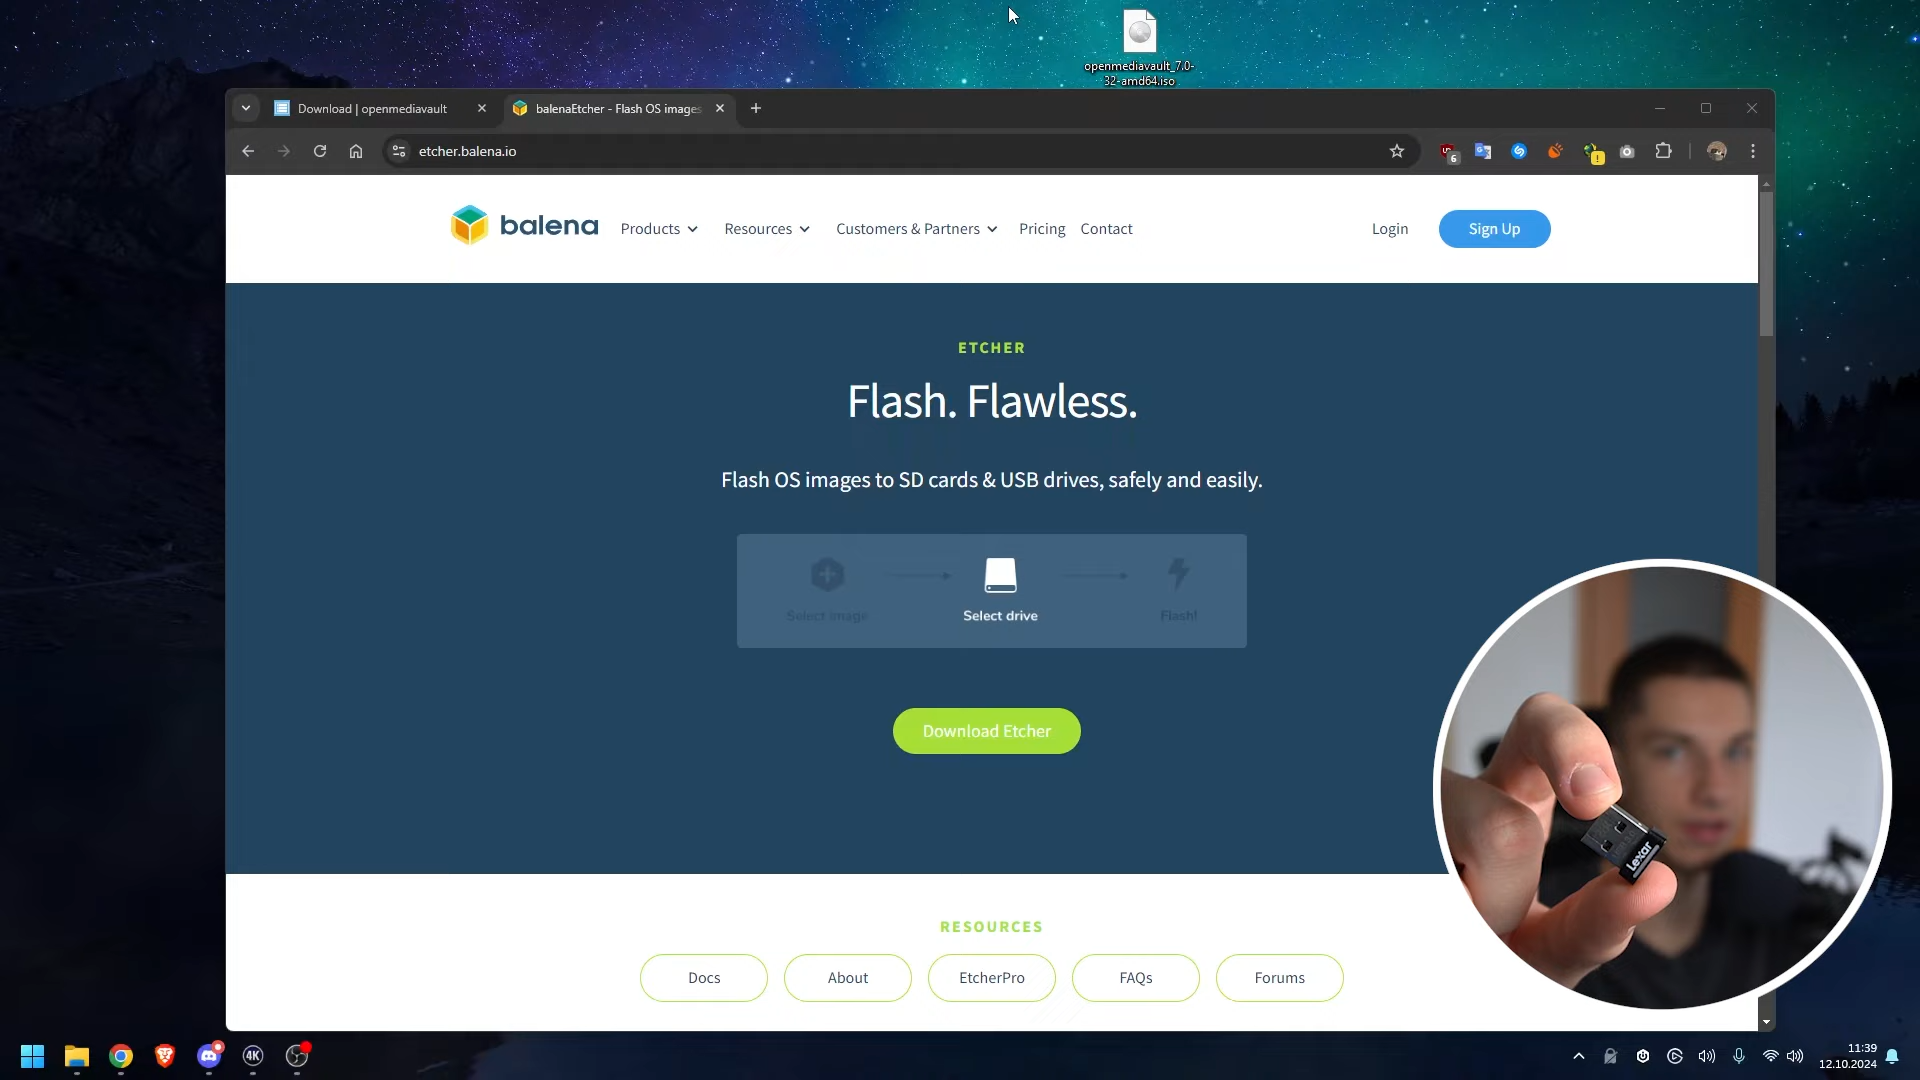 openmediavault_7.0-
32-amd64.iso
Download | openmediavault
balenaEtcher - Flash OS images
etcher.balena.io
6
!
balena
Products
Resources
Customers & Partners
Pricing
Contact
Login
Sign Up
ETCHER
Flash. Flawless.
Flash OS images to SD cards & USB drives, safely and easily.
Select image
Select drive
Flash!
Download Etcher
Lexar
RESOURCES
Docs
About
EtcherPro
FAQs
Forums
4K
11:39
12.10.2024